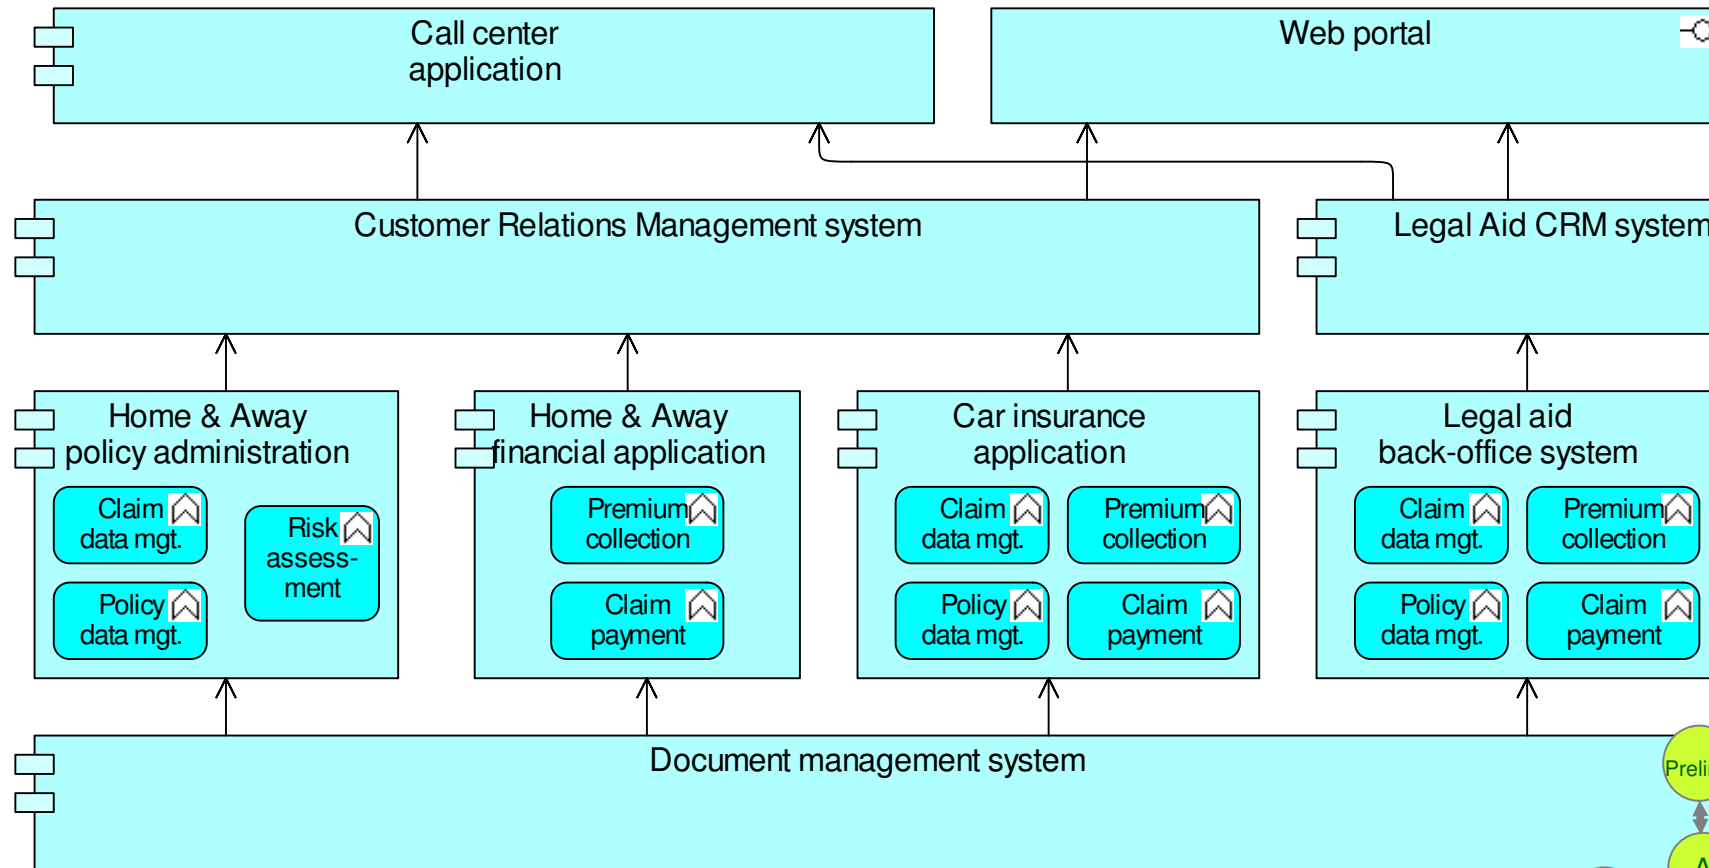 Call center
application
Web portal
Customer Relations Management system
Legal Aid CRM system
Home & Away
policy administration
Claim
data mgt.
Risk
assess-
ment
Policy
data mgt.
Home & Away
financial application
Premium
collection
Claim
payment
Car insurance
application
Claim
data mgt.
Premium
collection
Policy
data mgt.
Claim
payment
Legal aid
back-office system
Claim
data mgt.
Premium
collection
Policy
data mgt.
Claim
payment
Document management system